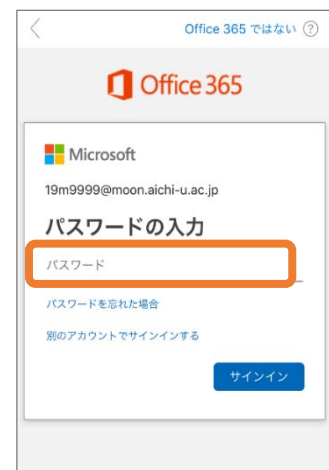 Office 365 ではない ?
Office 365
Microsoft
19m9999@moon.aichi-u.ac.jp
パスワードの入力
パスワード
パスワードを忘れた場合
別のアカウントでサインインする
サインイン